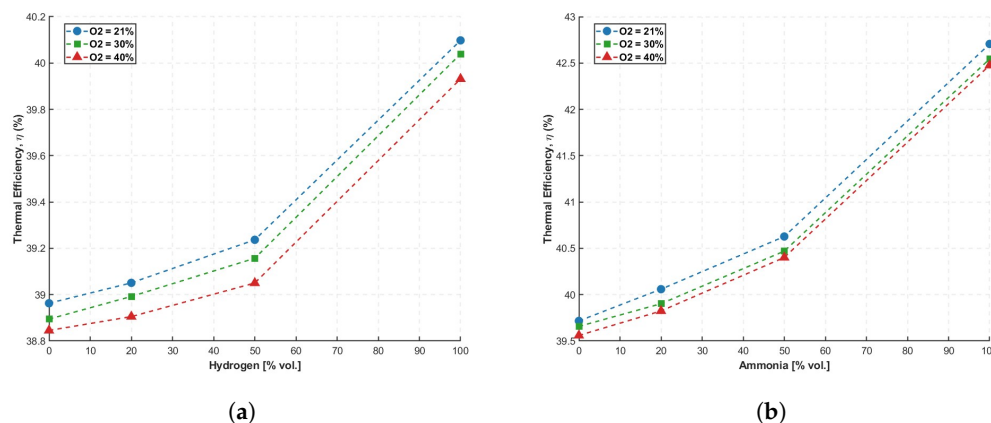 40.2
40
39.8
39.6
39.4
39.2
39
38.8
Thermal Efficiency, η (%)
O2 = 21%
O2 = 30%
O2 = 40%
0 10 20 30 40 50 60 70 80 90 100
Hydrogen [% vol.]
(a)
43
42.5
42
41.5
41
40.5
40
39.5
Thermal Efficiency, η (%)
O2 = 21%
O2 = 30%
O2 = 40%
0 10 20 30 40 50 60 70 80 90 100
Ammonia [% vol.]
(b)